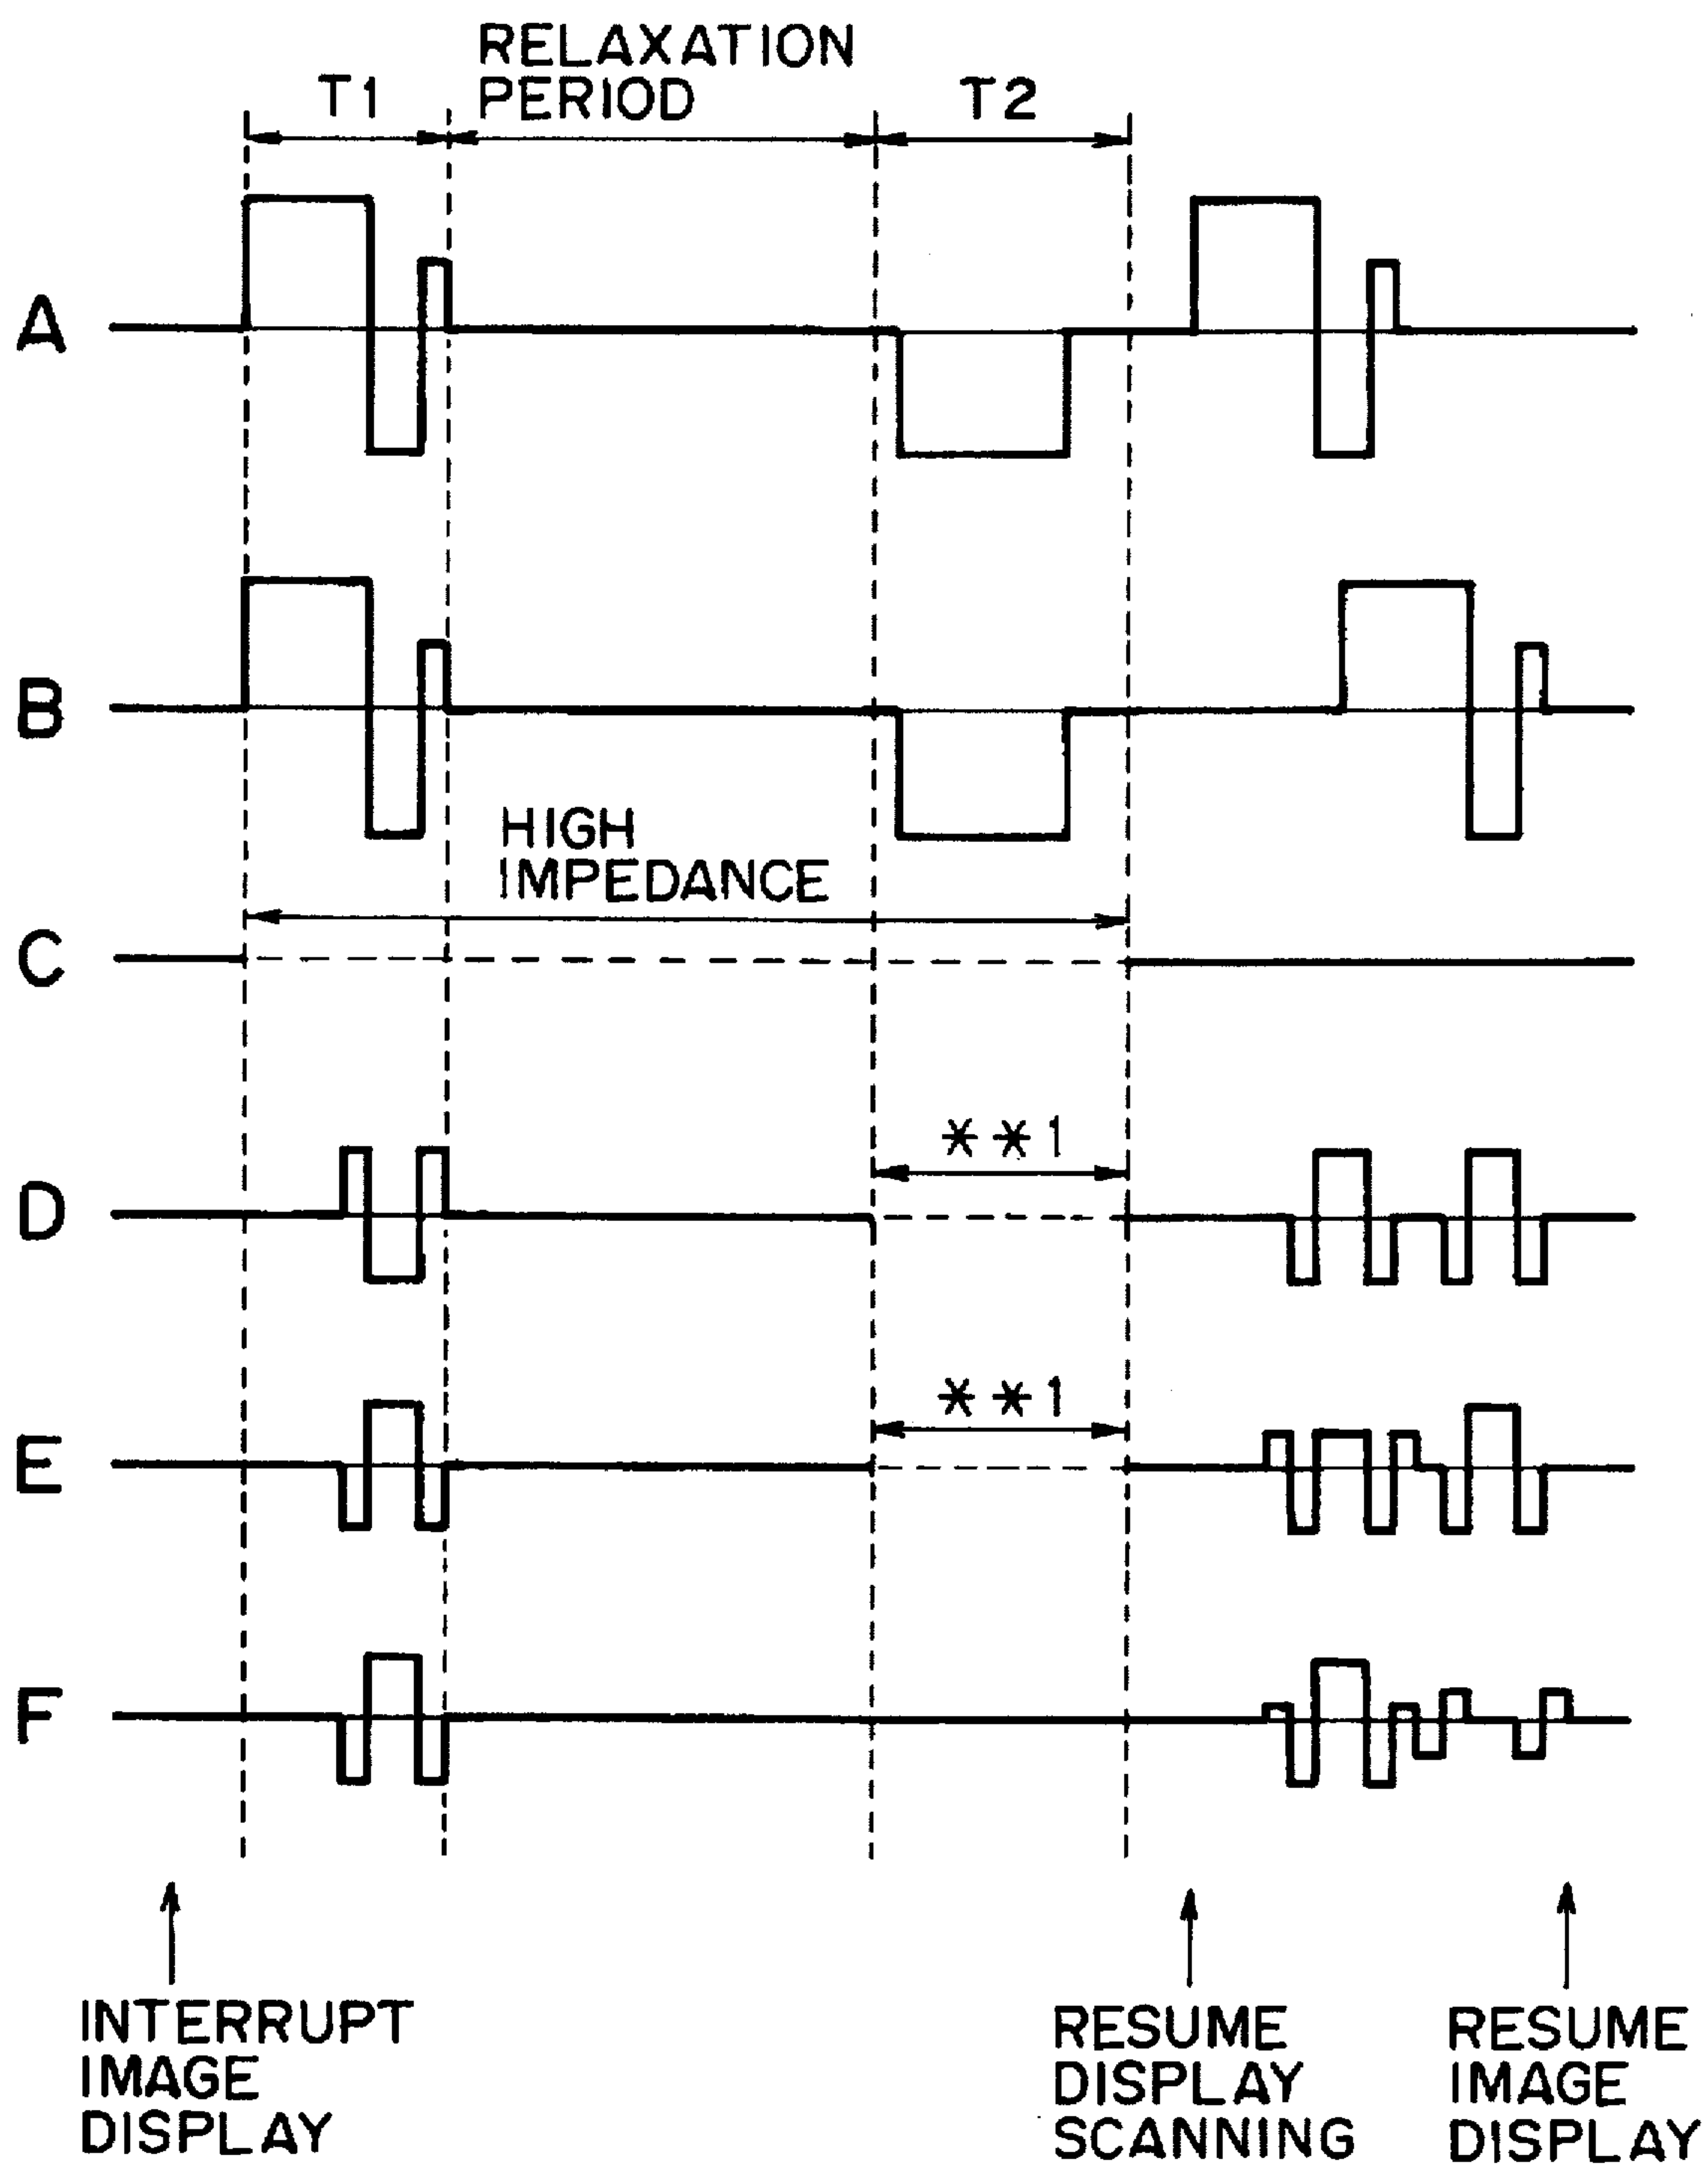 RELAXATION
PERIOD
T1
T2
A
B
HIGH
IMPEDANCE
C
**1
D
**1
E
F
INTERRUPT
IMAGE
DISPLAY
RESUME
DISPLAY
SCANNING
RESUME
IMAGE
DISPLAY